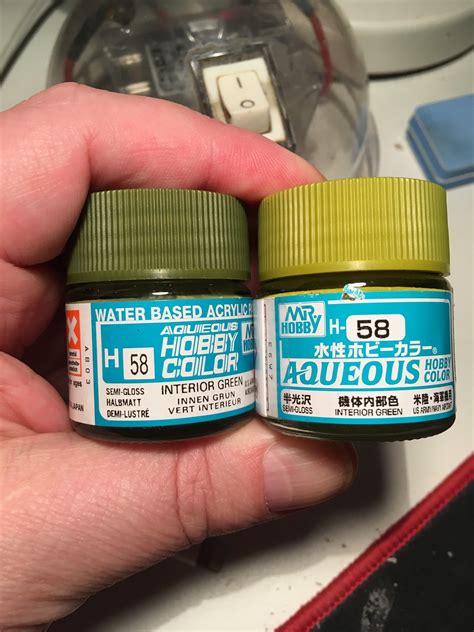 WATER BASED ACRYLIC
AQUEOUS
HOBBY
COLOR
H 58
SEMI-GLOSS
HALBMATT
DEMI-LUSTRÉ
INTERIOR GREEN
INNEN GRUN
VERT INTERIEUR
JAPAN
MR
HOBBY
H-58
水性ホビーカラー®
AQUEOUS HOBBY
COLOR
半光沢
SEMI-GLOSS
機体内部色
INTERIOR GREEN
米陸・海軍機用
US ARMY/NAVY AIRCRAFT